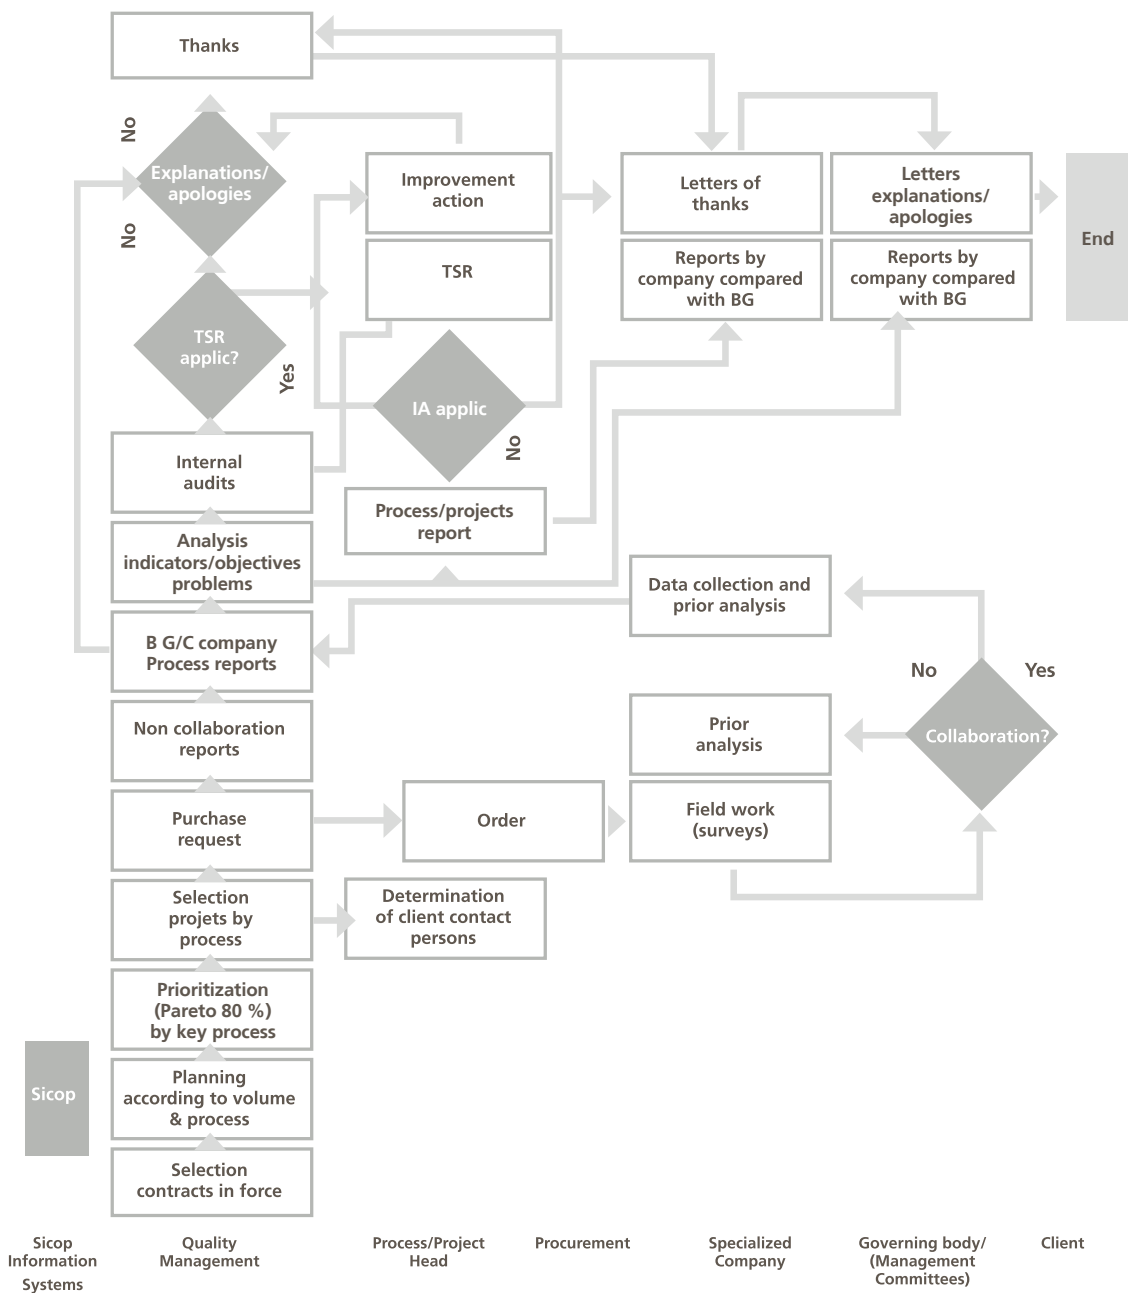 Thanks
No
Explanations/
apologies
No
Improvement
action
TSR
Letters of
thanks
Reports by
company compared
with BG
Letters
explanations/
apologies
Reports by
company compared
with BG
End
TSR
applic?
Yes
IA applic
No
Internal
audits
Process/projects
report
Analysis
indicators/objectives
problems
Data collection and
prior analysis
B G/C company
Process reports
No
Yes
Collaboration?
Non collaboration
reports
Prior
analysis
Purchase
request
Order
Field work
(surveys)
Selection
projets by
process
Determination
of client contact
persons
Prioritization
(Pareto 80 %)
by key process
Sicop
Planning
according to volume
& process
Selection
contracts in force
Sicop
Information
Systems
Quality
Management
Process/Project
Head
Procurement
Specialized
Company
Governing body/
(Management
Committees)
Client